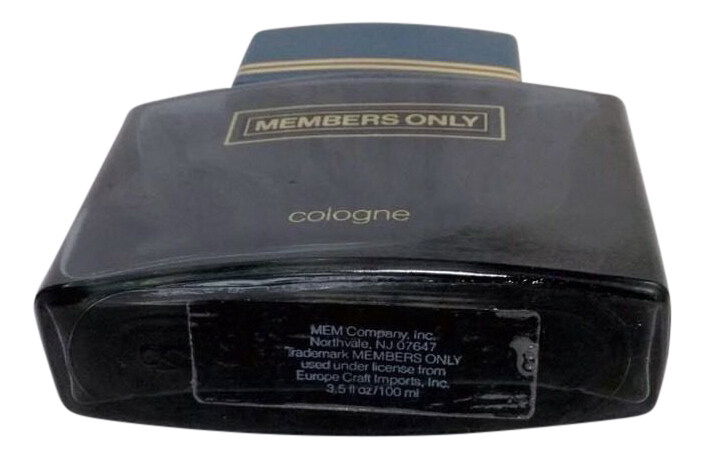 MEMBERS ONLY
cologne
MEM Company, Inc.
Northvale, NJ 07647
Trademark MEMBERS ONLY
used under license from
Europe Craft Imports, Inc.
3.5 fl oz/100 ml